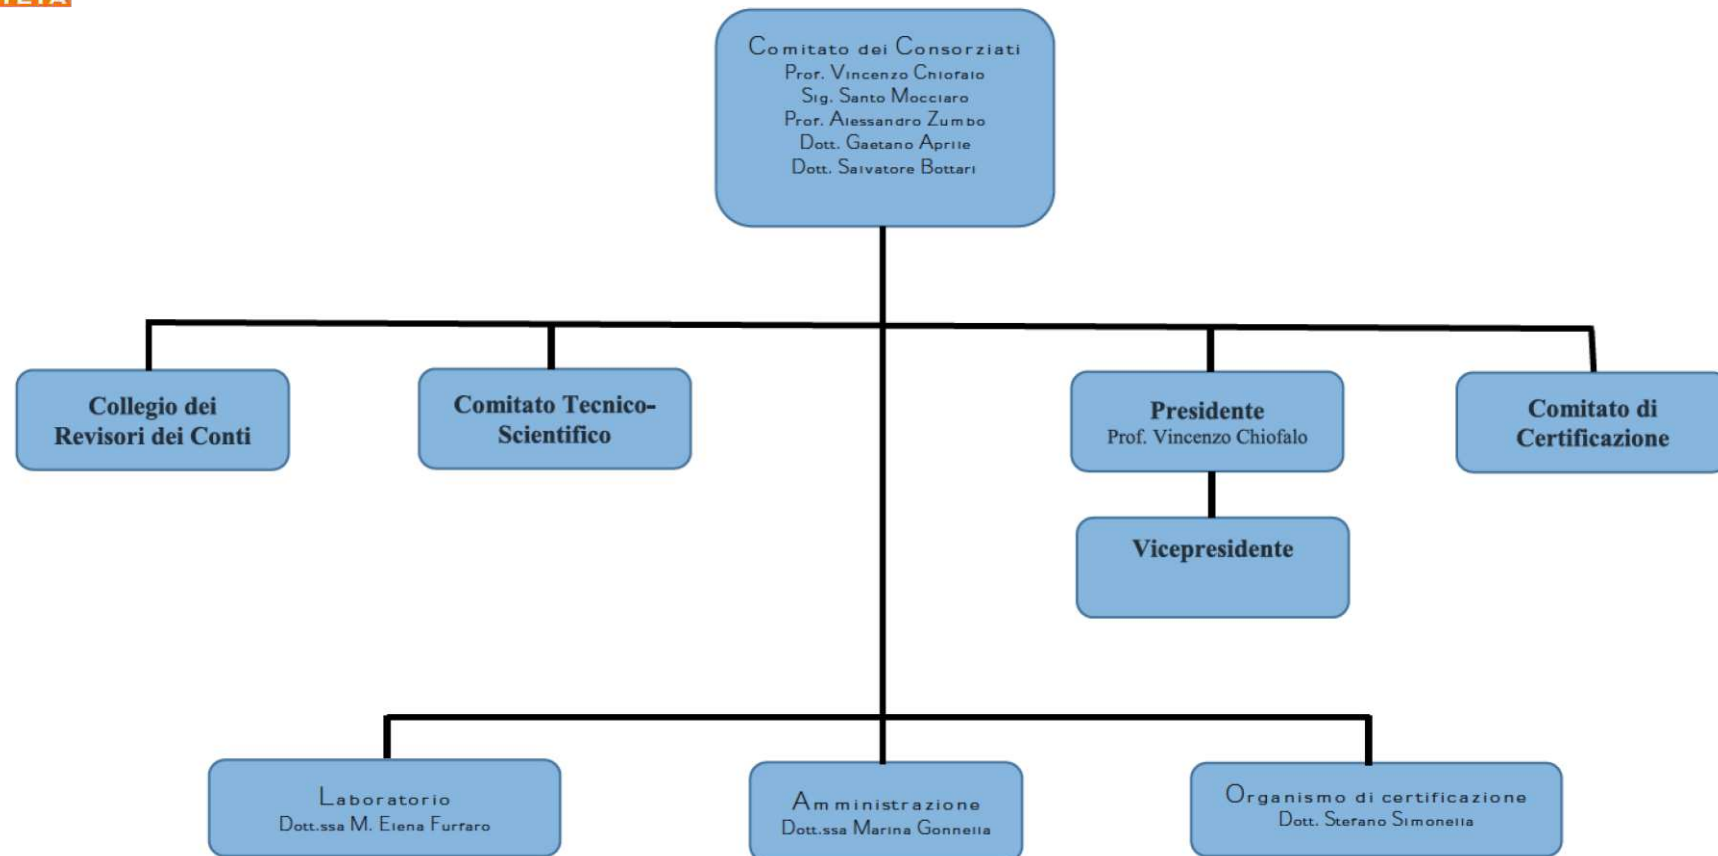 Comitato dei Consorziati
Prof. Vincenzo Chiofalo
Sig. Santo Mocciaro
Prof. Alessandro Zumbo
Dott. Gaetano Aprile
Dott. Salvatore Bottari
Collegio dei
Revisori dei Conti
Comitato Tecnico-
Scientifico
Presidente
Prof. Vincenzo Chiofalo
Comitato di
Certificazione
Vicepresidente
Laboratorio
Dott.ssa M. Elena Furfaro
Amministrazione
Dott.ssa Marina Gonnella
Organismo di certificazione
Dott. Stefano Simonella